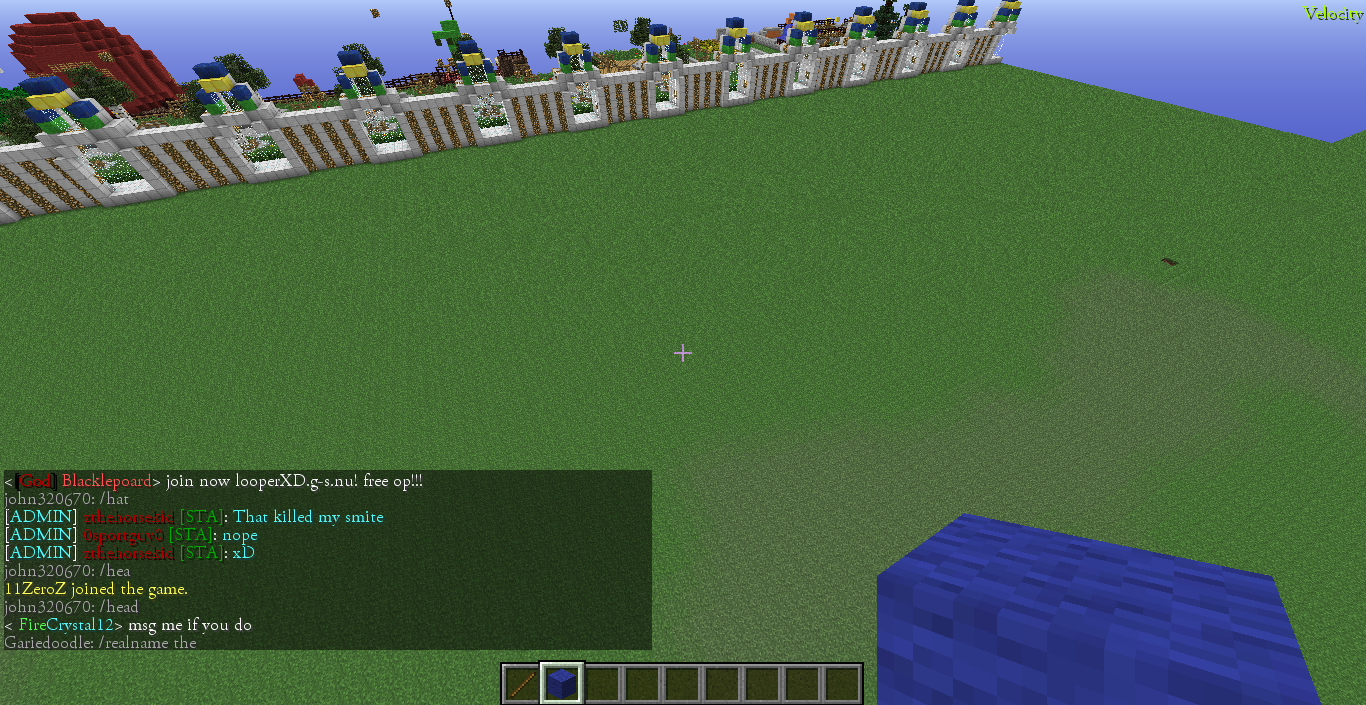 Velocity
<[God] Blacklepoard> join now looperXD.g-s.nu! free op!!!
john320670: /hat
[ADMIN] zthehorsekid [STA]: That killed my smite
[ADMIN] 0sportguy0 [STA]: nope
[ADMIN] zthehorsekid [STA]: xD
john320670: /hea
11ZeroZ joined the game.
john320670: /head
< FireCrystal12> msg me if you do
Gariedoodle: /realname the